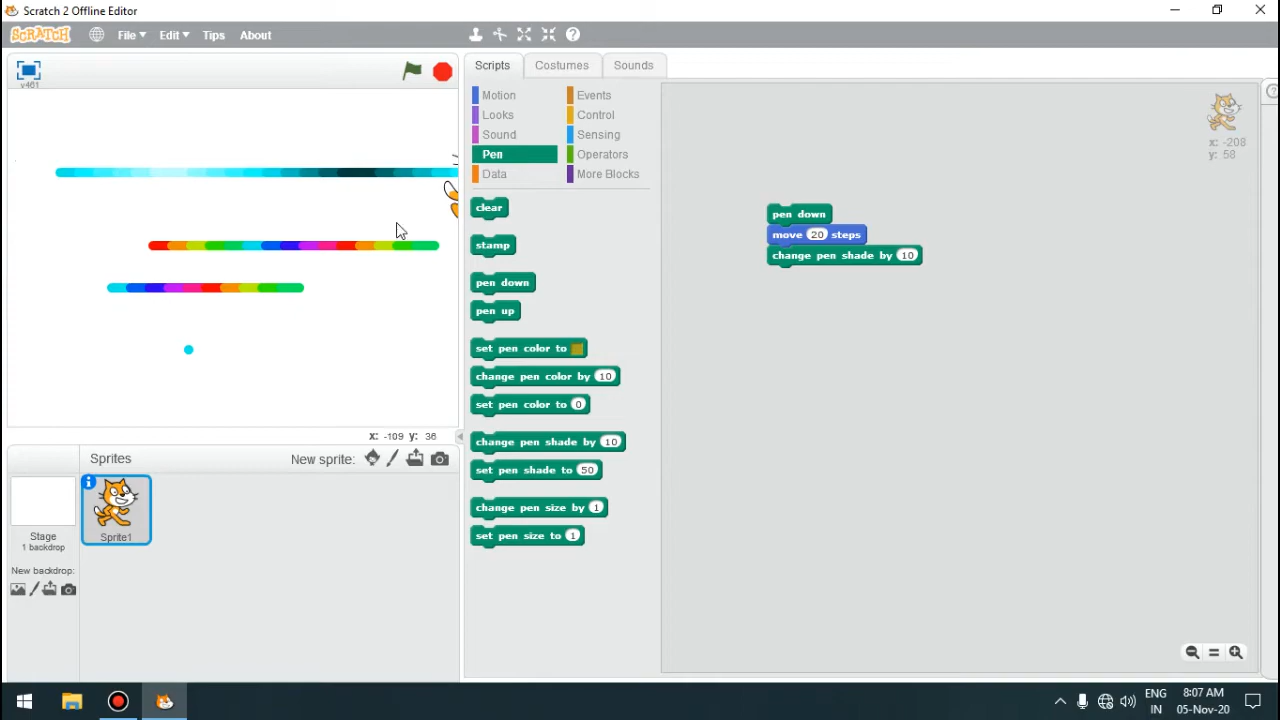 Scratch 2 Offline Editor
SCRATCH File Edit Tips About
v461
Scripts Costumes Sounds
Motion Events
Looks Control
Sound Sensing
Pen Operators
Data More Blocks
clear
stamp
pen down
pen up
set pen color to
change pen color by 10
set pen color to 0
change pen shade by 10
set pen shade to 50
change pen size by 1
set pen size to 1
pen down
move 20 steps
change pen shade by 10
x: -208
y: 58
x: -109 y: 36
Sprites New sprite:
Stage
1 backdrop
New backdrop:
Sprite1
ENG
IN
8:07 AM
05-Nov-20